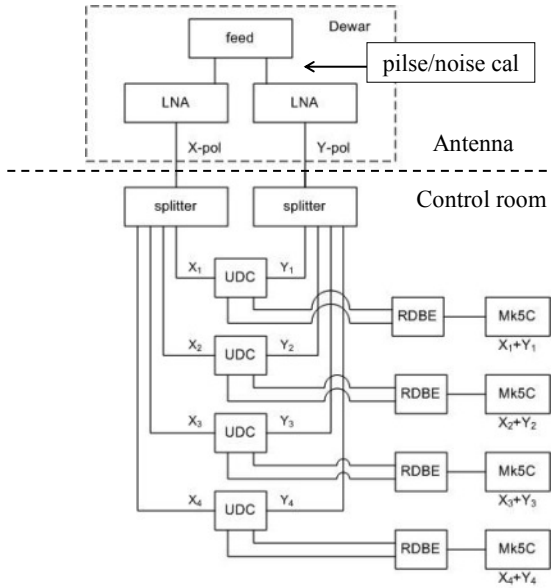 feed
Dewar
pilse/noise cal
LNA
LNA
X-pol
Y-pol
Antenna
Control room
splitter
splitter
X₁
UDC
Y₁
RDBE
Mk5C
X₁+Y₁
X₂
UDC
Y₂
RDBE
Mk5C
X₂+Y₂
X₃
UDC
Y₃
RDBE
Mk5C
X₃+Y₃
X₄
UDC
Y₄
RDBE
Mk5C
X₄+Y₄